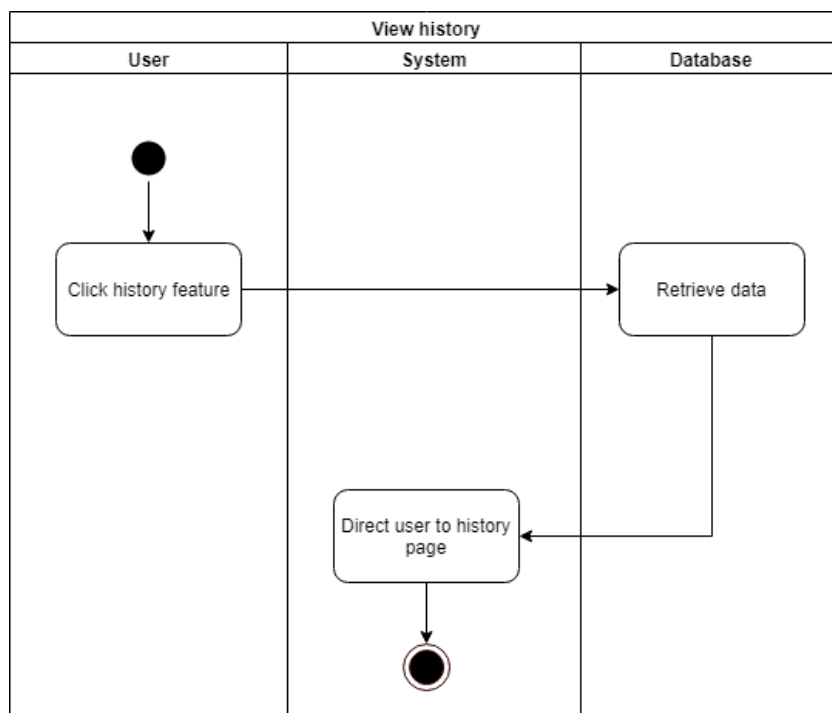 View history
User
System
Database
Click history feature
Retrieve data
Direct user to history
page